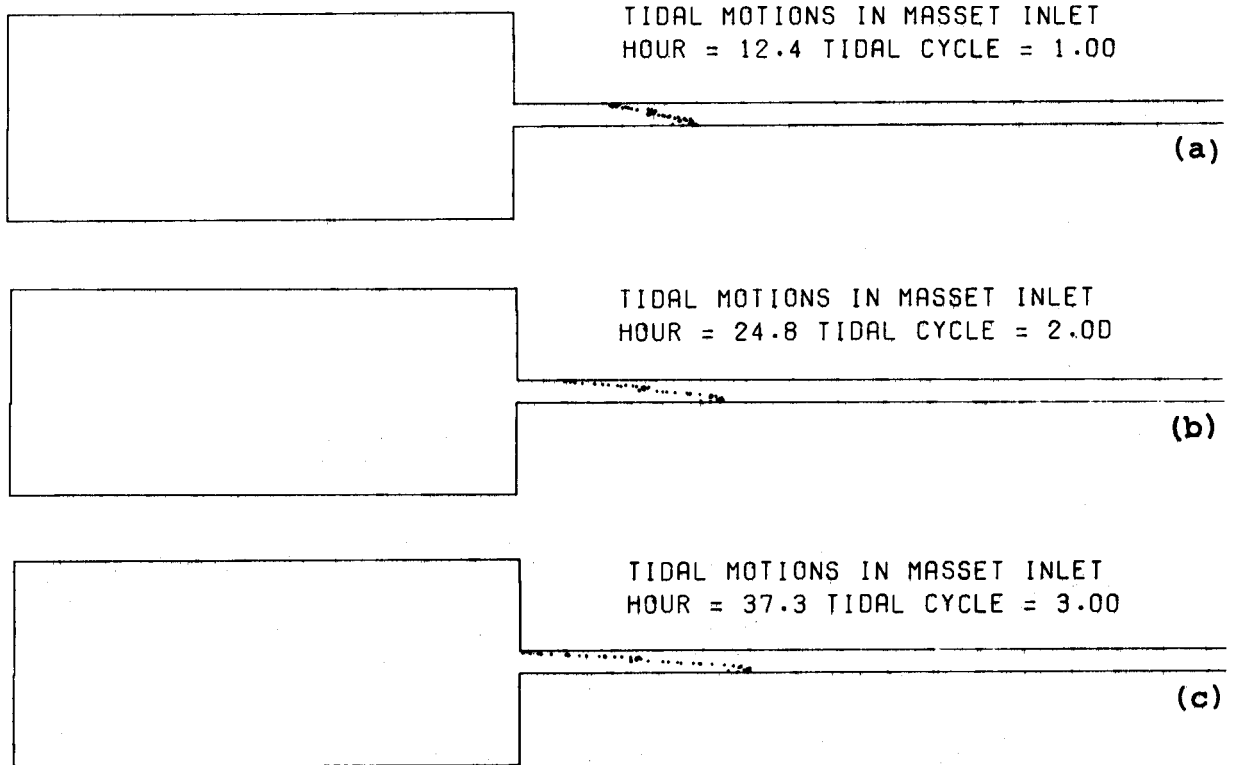 TIDAL MOTIONS IN MASSET INLET
HOUR = 12.4 TIDAL CYCLE = 1.00
(a)
TIDAL MOTIONS IN MASSET INLET
HOUR = 24.8 TIDAL CYCLE = 2.00
(b)
TIDAL MOTIONS IN MASSET INLET
HOUR = 37.3 TIDAL CYCLE = 3.00
(c)